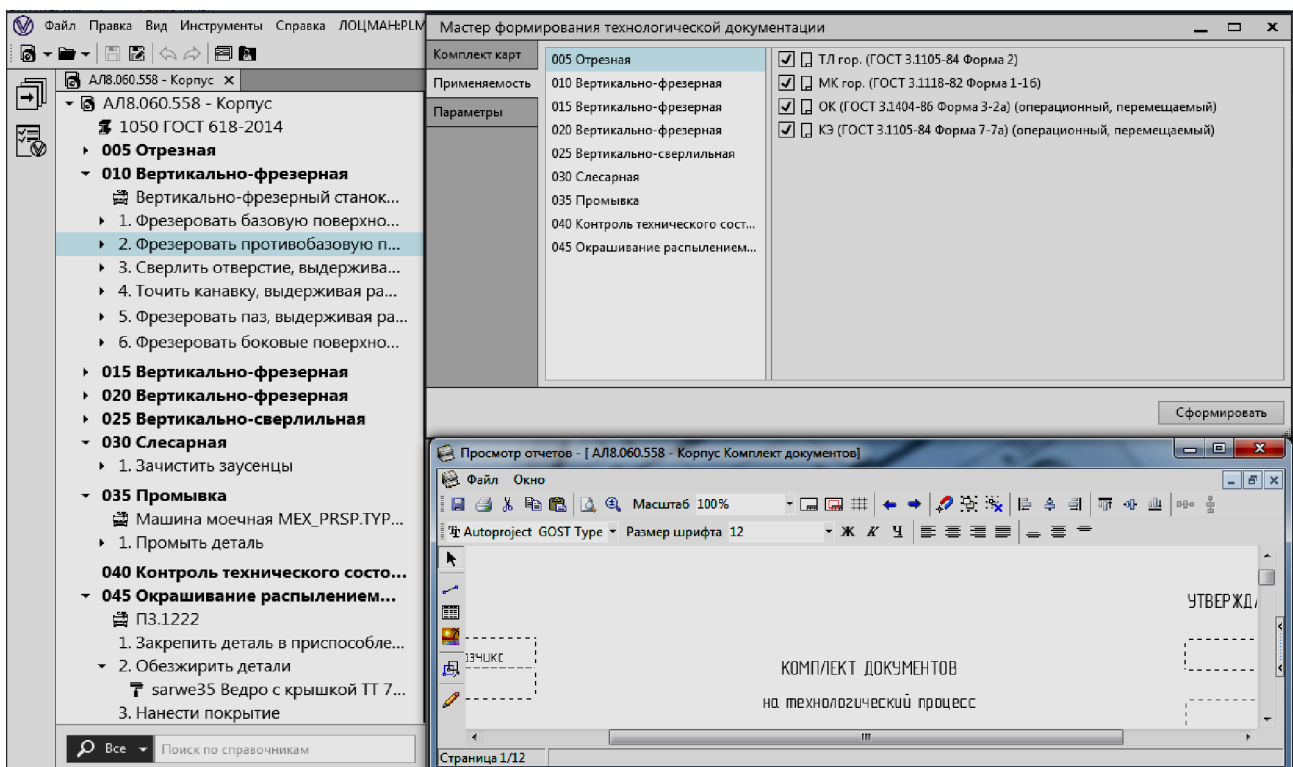 Файл Правка Вид Инструменты Справка ЛОЦМАН:PLM
АЛ8.060.558 - Корпус
АЛ8.060.558 - Корпус
1050 ГОСТ 618-2014
005 Отрезная
010 Вертикально-фрезерная
Вертикально-фрезерный станок...
1. Фрезеровать базовую поверхно...
2. Фрезеровать противобазовую п...
3. Сверлить отверстие, выдержива...
4. Точить канавку, выдерживая ра...
5. Фрезеровать паз, выдерживая ра...
6. Фрезеровать боковые поверхно...
015 Вертикально-фрезерная
020 Вертикально-фрезерная
025 Вертикально-сверлильная
030 Слесарная
1. Зачистить заусенцы
035 Промывка
Машина моечная MEX_PRSP.TYP...
1. Промыть деталь
040 Контроль технического состо...
045 Окрашивание распылением...
ПЗ.1222
1. Закрепить деталь в приспособле...
2. Обезжирить детали
sarwe35 Ведро с крышкой ТТ 7...
3. Нанести покрытие
Все
Поиск по справочникам
Мастер формирования технологической документации
Комплект карт
Применяемость
Параметры
005 Отрезная
010 Вертикально-фрезерная
015 Вертикально-фрезерная
020 Вертикально-фрезерная
025 Вертикально-сверлильная
030 Слесарная
035 Промывка
040 Контроль технического сост...
045 Окрашивание распылением...
ТЛ гор. (ГОСТ 3.1105-84 Форма 2)
МК гор. (ГОСТ 3.1118-82 Форма 1-1б)
ОК (ГОСТ 3.1404-86 Форма 3-2а) (операционный, перемещаемый)
КЭ (ГОСТ 3.1105-84 Форма 7-7а) (операционный, перемещаемый)
Сформировать
Просмотр отчетов - [ АЛ8.060.558 - Корпус Комплект документов]
Файл Окно
Масштаб 100%
Autoproject GOST Type Размер шрифта 12 Ж К Ч
УТВЕРЖДА
КОМПЛЕКТ ДОКУМЕНТОВ
на технологический процесс
Страница 1/12